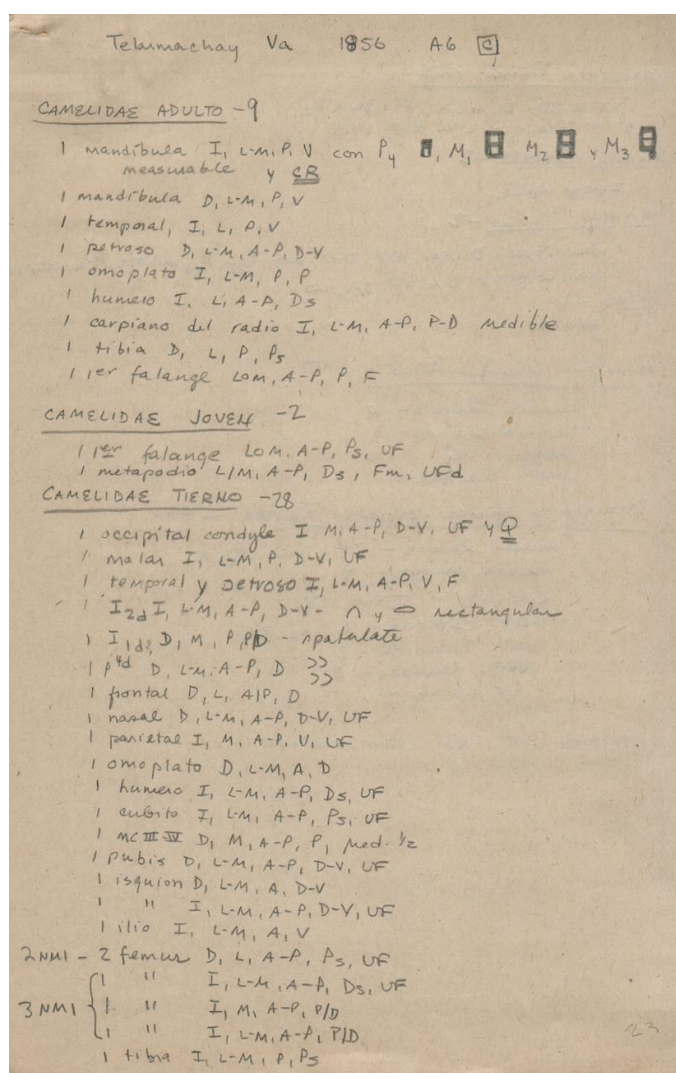 Telarmachay Va 1856 A6 C
CAMELIDAE ADULTO -9
1 mandíbula I, L-M, P, V con P4 , M1 M2 y M3
measurable y CR
1 mandíbula D, L-M, P, V
1 temporal, I, L, P, V
1 petroso D, L-M, A-P, D-V
1 omoplato I, L-M, P, P
1 humero I, L, A-P, Ds
1 carpiano del radio I, L-M, A-P, P-D medible
1 tibia D, L, P, Ps
1 1er falange LOM, A-P, P, F
CAMELIDAE JOVEN -2
1 1er falange LOM, A-P, Ps, UF
1 metapodio L/M, A-P, Ds, Fm, UFd
CAMELIDAE TIERNO -28
1 occipital condyle I M, A-P, D-V, UF y Q
1 malar I, L-M, P, D-V, UF
1 temporal y petroso I, L-M, A-P, V, F
1 I2d I, L-M, A-P, D-V - ∩ y rectangular
1 I1d? D, M, P, P/D - spatulate
1 P4d D, L-M, A-P, D >>
>>
1 frontal D, L, A/P, D
1 nasal D, L-M, A-P, D-V, UF
1 parietal I, M, A-P, V, UF
1 omoplato D, L-M, A, D
1 humero I, L-M, A-P, Ds, UF
1 cubito I, L-M, A-P, Ps, UF
1 mc III-IV D, M, A-P, P, med. 1/2
1 pubis D, L-M, A-P, D-V, UF
1 isquion D, L-M, A, D-V
1 " I, L-M, A-P, D-V, UF
1 ilio I, L-M, A, V
2 NMI - 2 femur D, L, A-P, Ps, UF
1 " I, L-M, A-P, Ds, UF
3 NMI { 1 " I, M, A-P, P/D
1 " I, L-M, A-P, P/D
1 tibia I, L-M, P, Ps
23